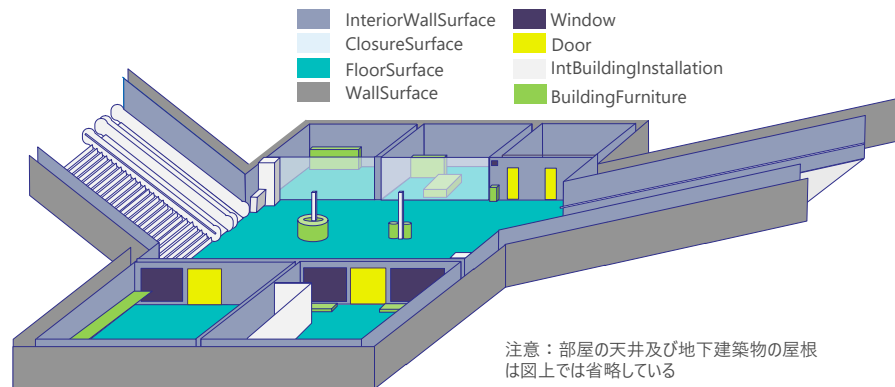 InteriorWallSurface
ClosureSurface
FloorSurface
WallSurface
Window
Door
IntBuildingInstallation
BuildingFurniture
注意：部屋の天井及び地下建築物の屋根
は図上では省略している